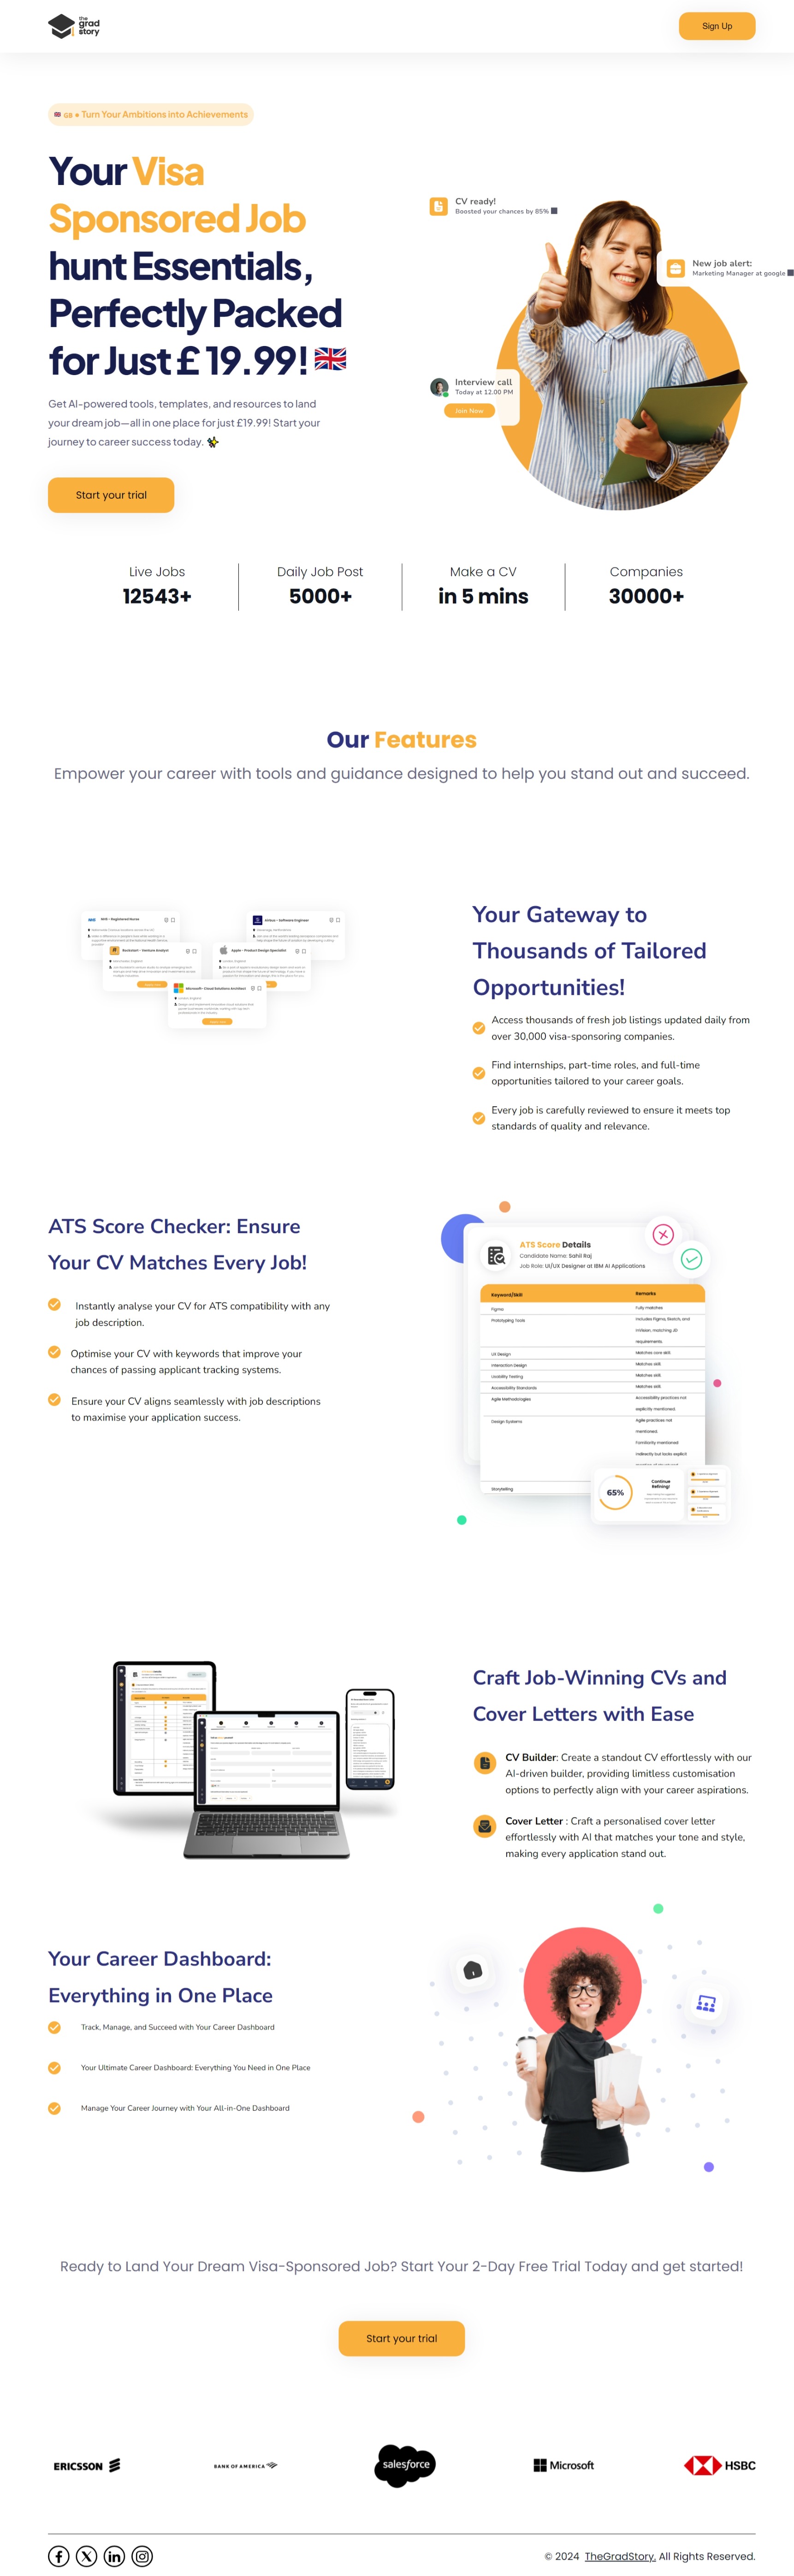 the
grad
story
Sign Up
GB ● Turn Your Ambitions into Achievements
Your Visa
Sponsored Job
hunt Essentials,
Perfectly Packed
for Just £ 19.99!
Get AI-powered tools, templates, and resources to land
your dream job—all in one place for just £19.99! Start your
journey to career success today.
Start your trial
CV ready!
Boosted your chances by 85%
New job alert:
Marketing Manager at google
Interview call
Today at 12.00 PM
Join Now
Live Jobs
12543+
Daily Job Post
5000+
Make a CV
in 5 mins
Companies
30000+
Our Features
Empower your career with tools and guidance designed to help you stand out and succeed.
NHS - Registered Nurse
Airbus - Software Engineer
Apple - Product Design Specialist
Microsoft- Cloud Solutions Architect
Your Gateway to
Thousands of Tailored
Opportunities!
Access thousands of fresh job listings updated daily from
over 30,000 visa-sponsoring companies.
Find internships, part-time roles, and full-time
opportunities tailored to your career goals.
Every job is carefully reviewed to ensure it meets top
standards of quality and relevance.
ATS Score Checker: Ensure
Your CV Matches Every Job!
Instantly analyse your CV for ATS compatibility with any
job description.
Optimise your CV with keywords that improve your
chances of passing applicant tracking systems.
Ensure your CV aligns seamlessly with job descriptions
to maximise your application success.
ATS Score Details
Candidate Name: Sahil Raj
Job Role: UI/UX Designer at IBM AI Applications
Keyword/Skill Remarks
Figma Fully matches
Prototyping Tools Includes Figma, Sketch, and
InVision, matching JD
requirements.
UX Design Matches core skill
Interaction Design Matches skill
Usability Testing Matches skill
Accessibility Standards Matches skill
Agile Methodologies Accessibility practices not
explicitly mentioned.
Design Systems Agile practices not
mentioned.
Familiarity mentioned
indirectly but lacks explicit
Storytelling
65%
Continue
Refining!
Craft Job-Winning CVs and
Cover Letters with Ease
CV Builder: Create a standout CV effortlessly with our
AI-driven builder, providing limitless customisation
options to perfectly align with your career aspirations.
Cover Letter : Craft a personalised cover letter
effortlessly with AI that matches your tone and style,
making every application stand out.
Your Career Dashboard:
Everything in One Place
Track, Manage, and Succeed with Your Career Dashboard
Your Ultimate Career Dashboard: Everything You Need in One Place
Manage Your Career Journey with Your All-in-One Dashboard
Ready to Land Your Dream Visa-Sponsored Job? Start Your 2-Day Free Trial Today and get started!
Start your trial
ERICSSON
BANK OF AMERICA
salesforce
Microsoft
HSBC
© 2024 TheGradStory. All Rights Reserved.